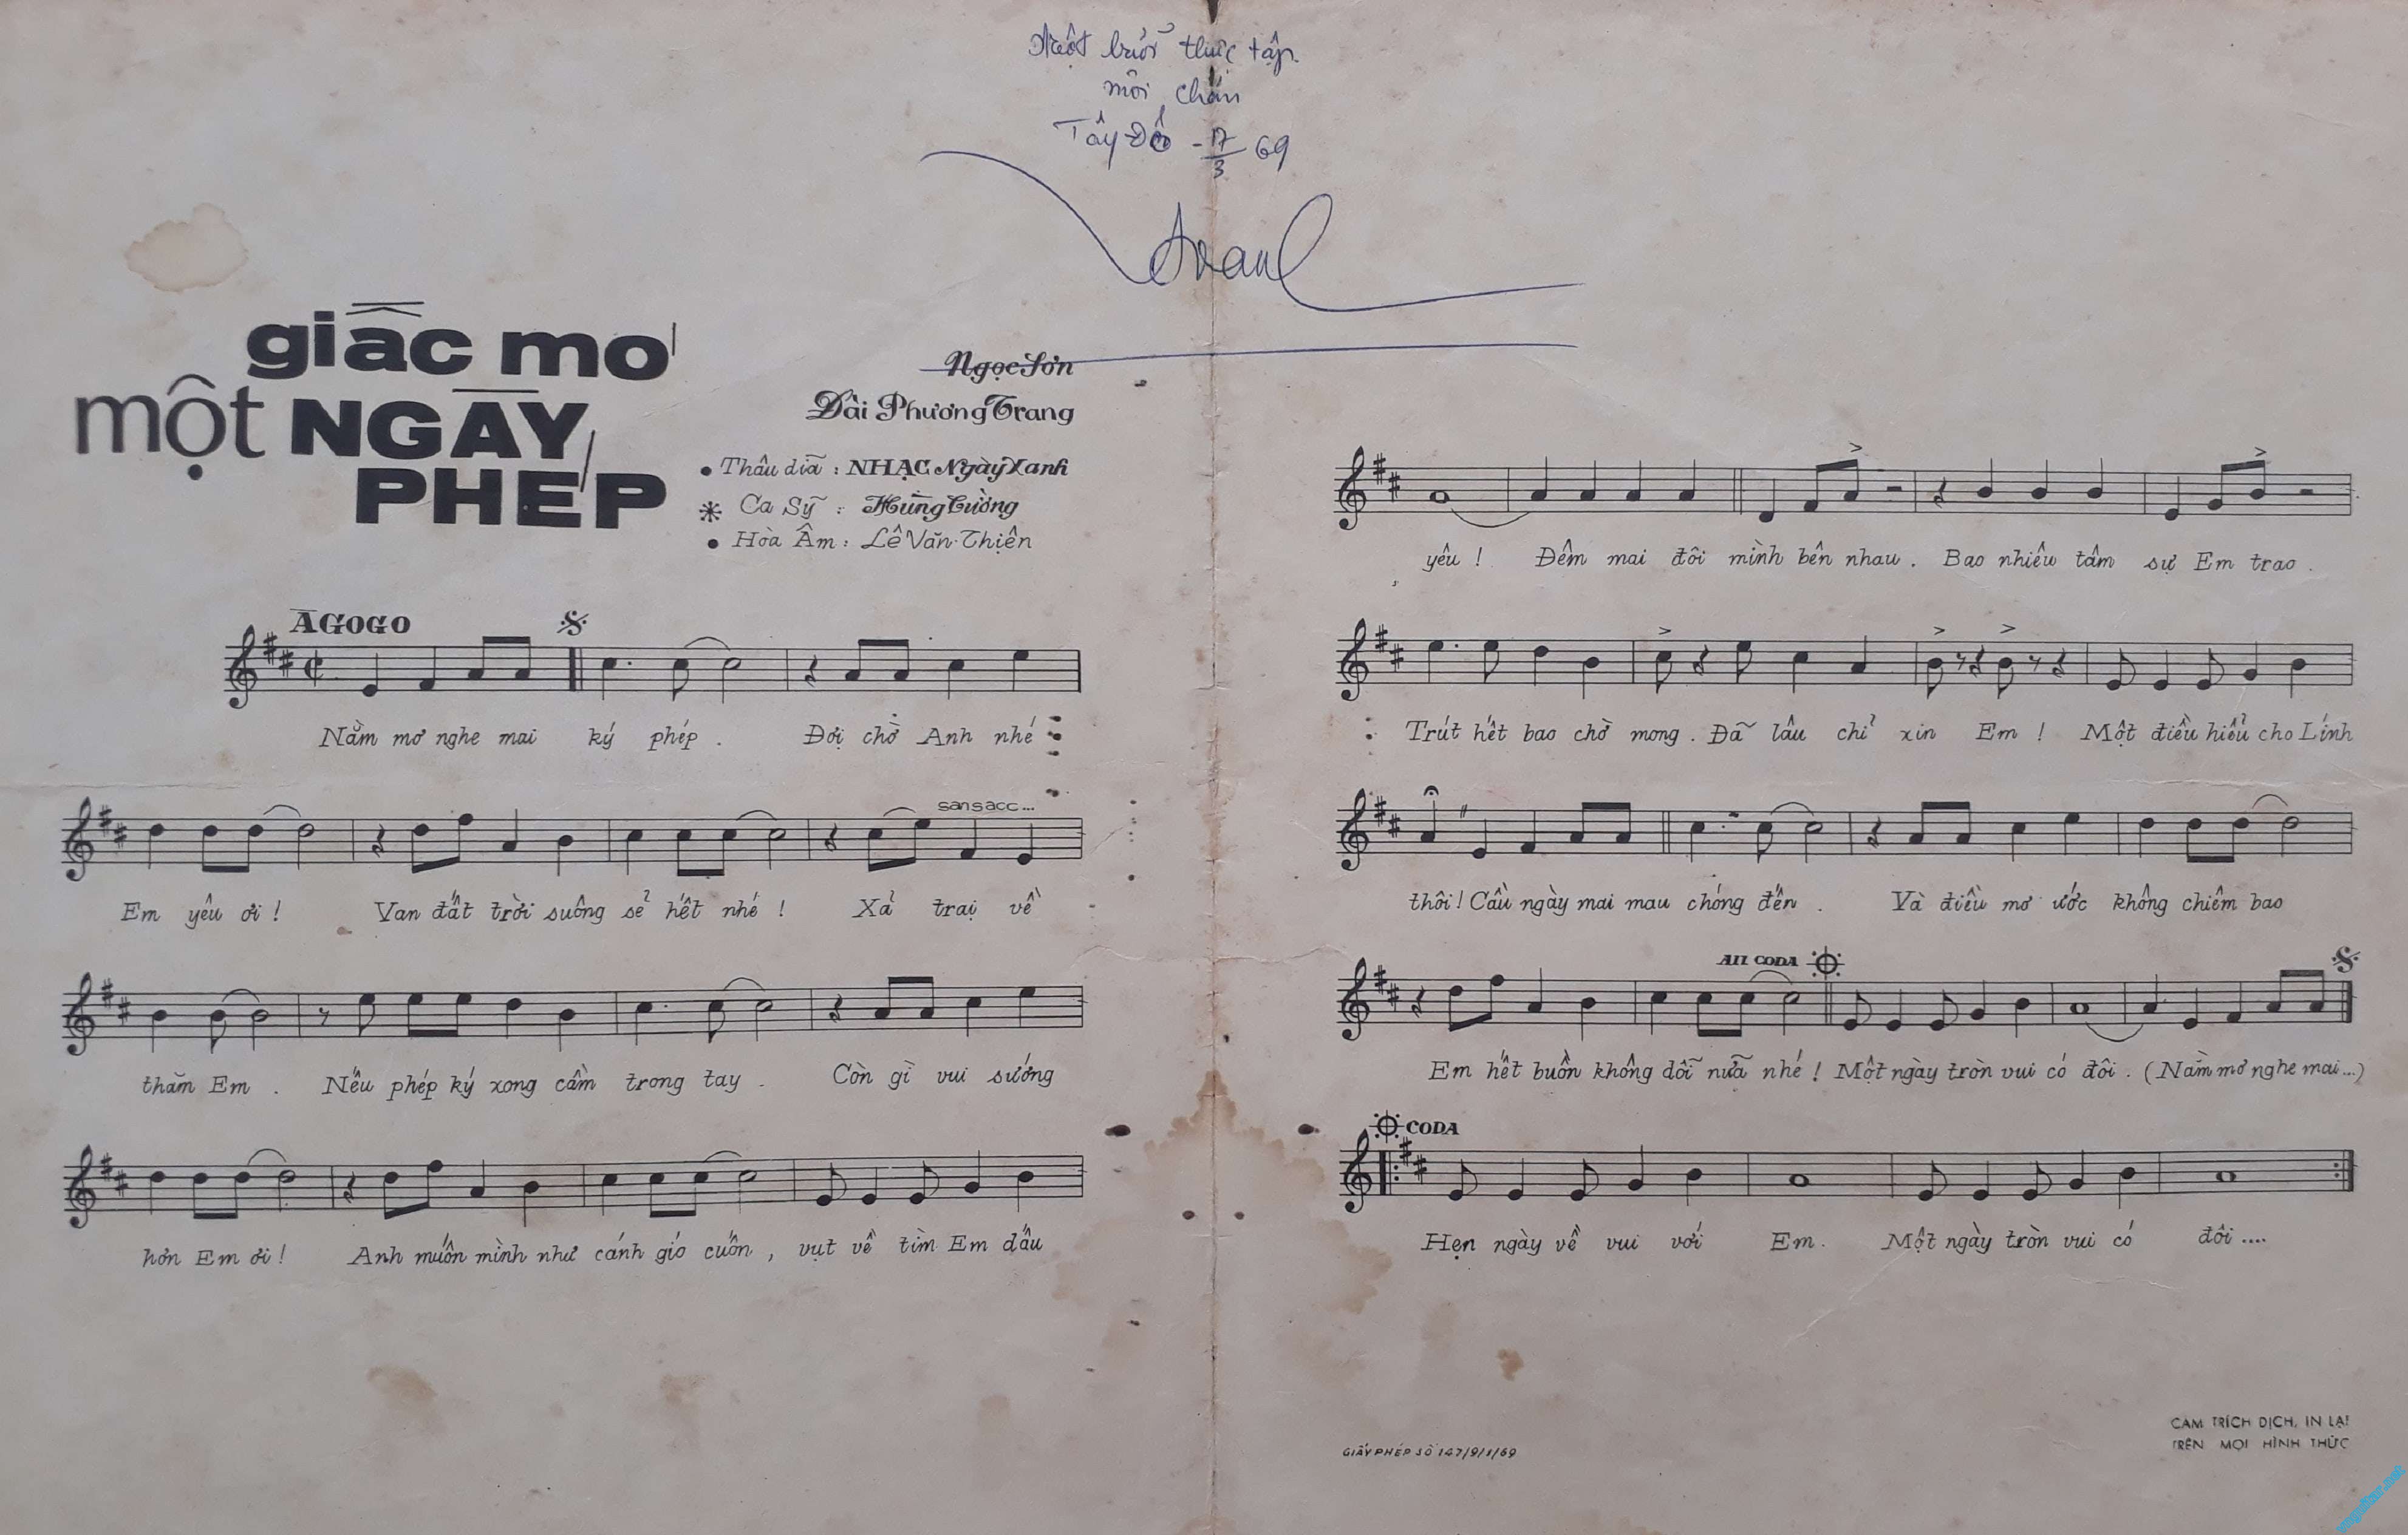 Một buổi thực tập
Tây Đô - 17/3 69
giấc mơ
một NGÀY
PHÉP
Ngọc Sơn
Dài Phương Trang
• Thâu dĩa : NHẠC Ngày Xanh
Ca Sỹ : Hùng Cường
• Hòa Âm : Lê Văn Thiện
AGOGO
Nằm mơ nghe mai ký phép . Đợi chờ Anh nhé
sans acc...
Em yêu ơi ! Van đất trời suông sẻ hết nhé ! Xả trại về
thăm Em . Nếu phép ký xong cầm trong tay . Còn gì vui sướng
hơn Em ơi ! Anh muốn mình như cánh gió cuốn , vụt về tìm Em dấu
yêu ! Đêm mai đôi mình bên nhau . Bao nhiêu tâm sự Em trao .
Trút hết bao chờ mong . Đã lâu chỉ xin Em ! Một điều hiểu cho Lính
thôi ! Cầu ngày mai mau chóng đến . Và điều mơ ước không chiêm bao
All CODA
Em hết buồn không dỗi nữa nhé ! Một ngày tròn vui có đôi . (Nằm mơ nghe mai...)
CODA
Hẹn ngày về vui với Em . Một ngày tròn vui có đôi ....
GIẤY PHÉP SỐ 147/9/1/69
CẤM TRÍCH DỊCH, IN LẠI
TRÊN MỌI HÌNH THỨC